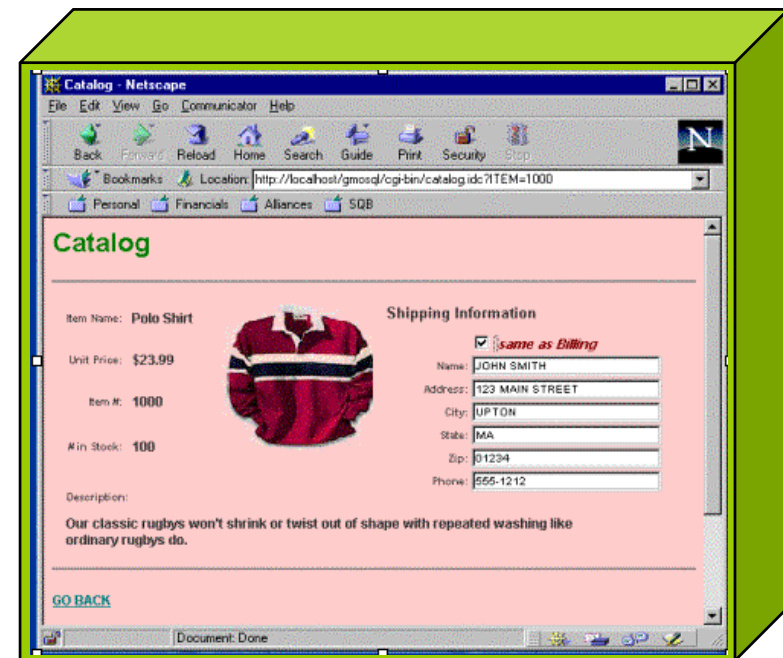 Catalog - Netscape
File Edit View Go Communicator Help
Back Forward Reload Home Search Guide Print Security Stop
N
Bookmarks Location: http://localhost/gmosql/cgi-bin/catalog.idc?ITEM=1000
Personal Financials Alliances SQB
Catalog
Item Name: Polo Shirt
Unit Price: $23.99
Item #: 1000
# in Stock: 100
Shipping Information
same as Billing
Name: JOHN SMITH
Address: 123 MAIN STREET
City: UPTON
State: MA
Zip: 01234
Phone: 555-1212
Description:
Our classic rugbys won't shrink or twist out of shape with repeated washing like
ordinary rugbys do.
GO BACK
Document: Done